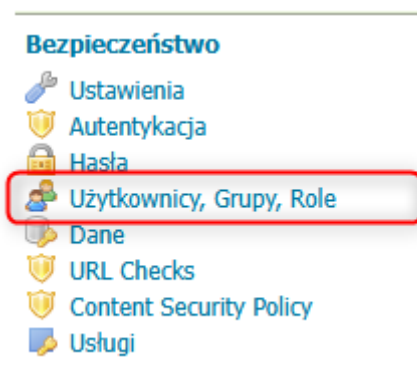 Bezpieczeństwo
Ustawienia
Autentykacja
Hasła
Użytkownicy, Grupy, Role
Dane
URL Checks
Content Security Policy
Usługi